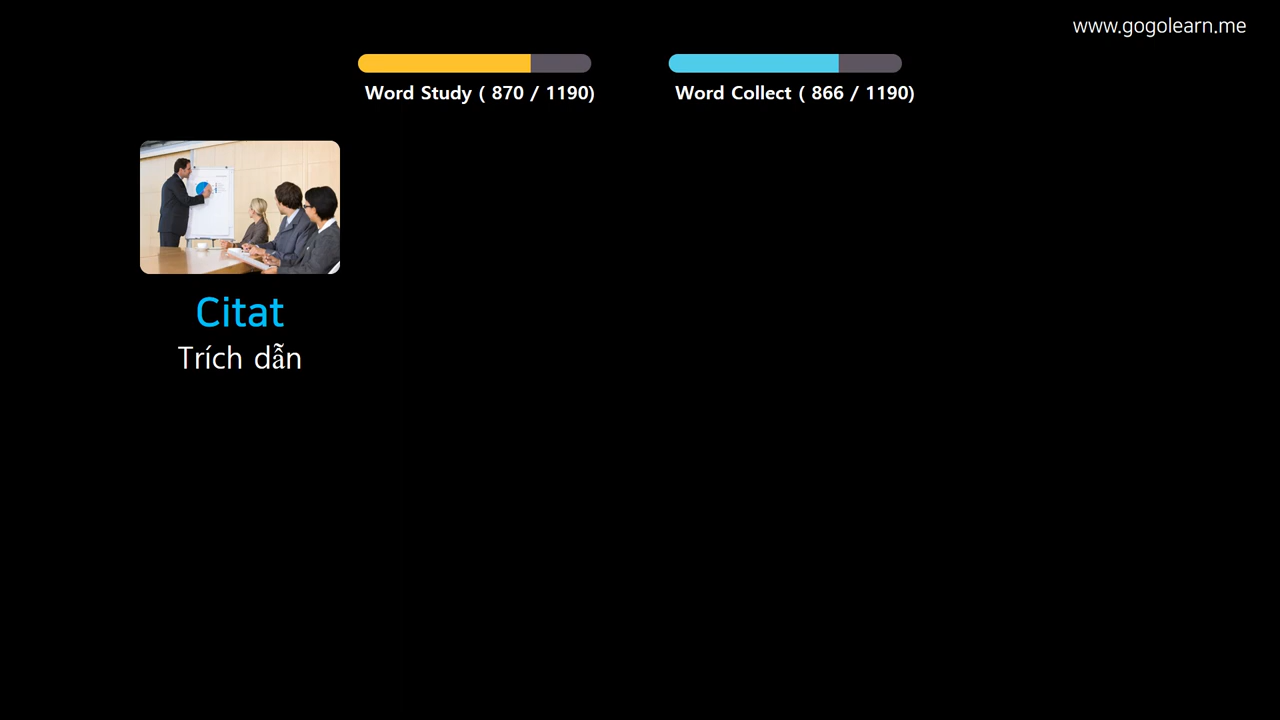 www.gogolearn.me
Word Study ( 870 / 1190)
Word Collect ( 866 / 1190)
Citat
Trích dẫn